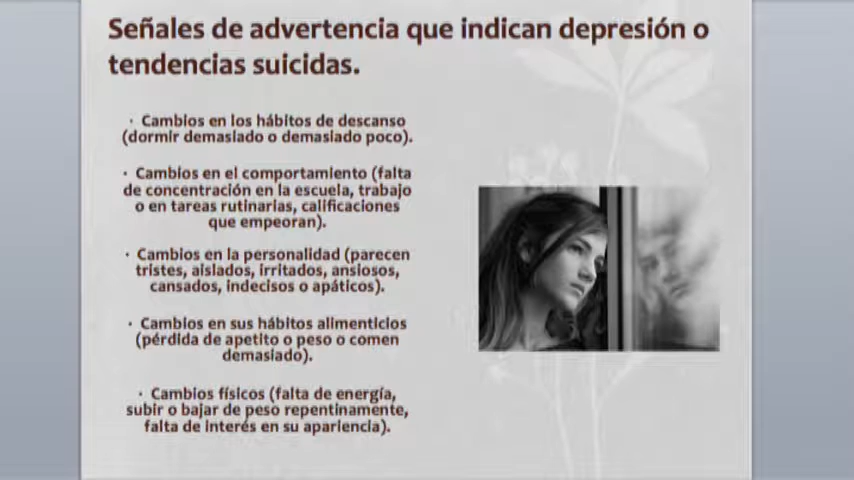 Señales de advertencia que indican depresión o
tendencias suicidas.
· Cambios en los hábitos de descanso
(dormir demasiado o demasiado poco).
· Cambios en el comportamiento (falta
de concentración en la escuela, trabajo
o en tareas rutinarias, calificaciones
que empeoran).
· Cambios en la personalidad (parecen
tristes, aislados, irritados, ansiosos,
cansados, indecisos o apáticos).
· Cambios en sus hábitos alimenticios
(pérdida de apetito o peso o comen
demasiado).
· Cambios físicos (falta de energía,
subir o bajar de peso repentinamente,
falta de interés en su apariencia).